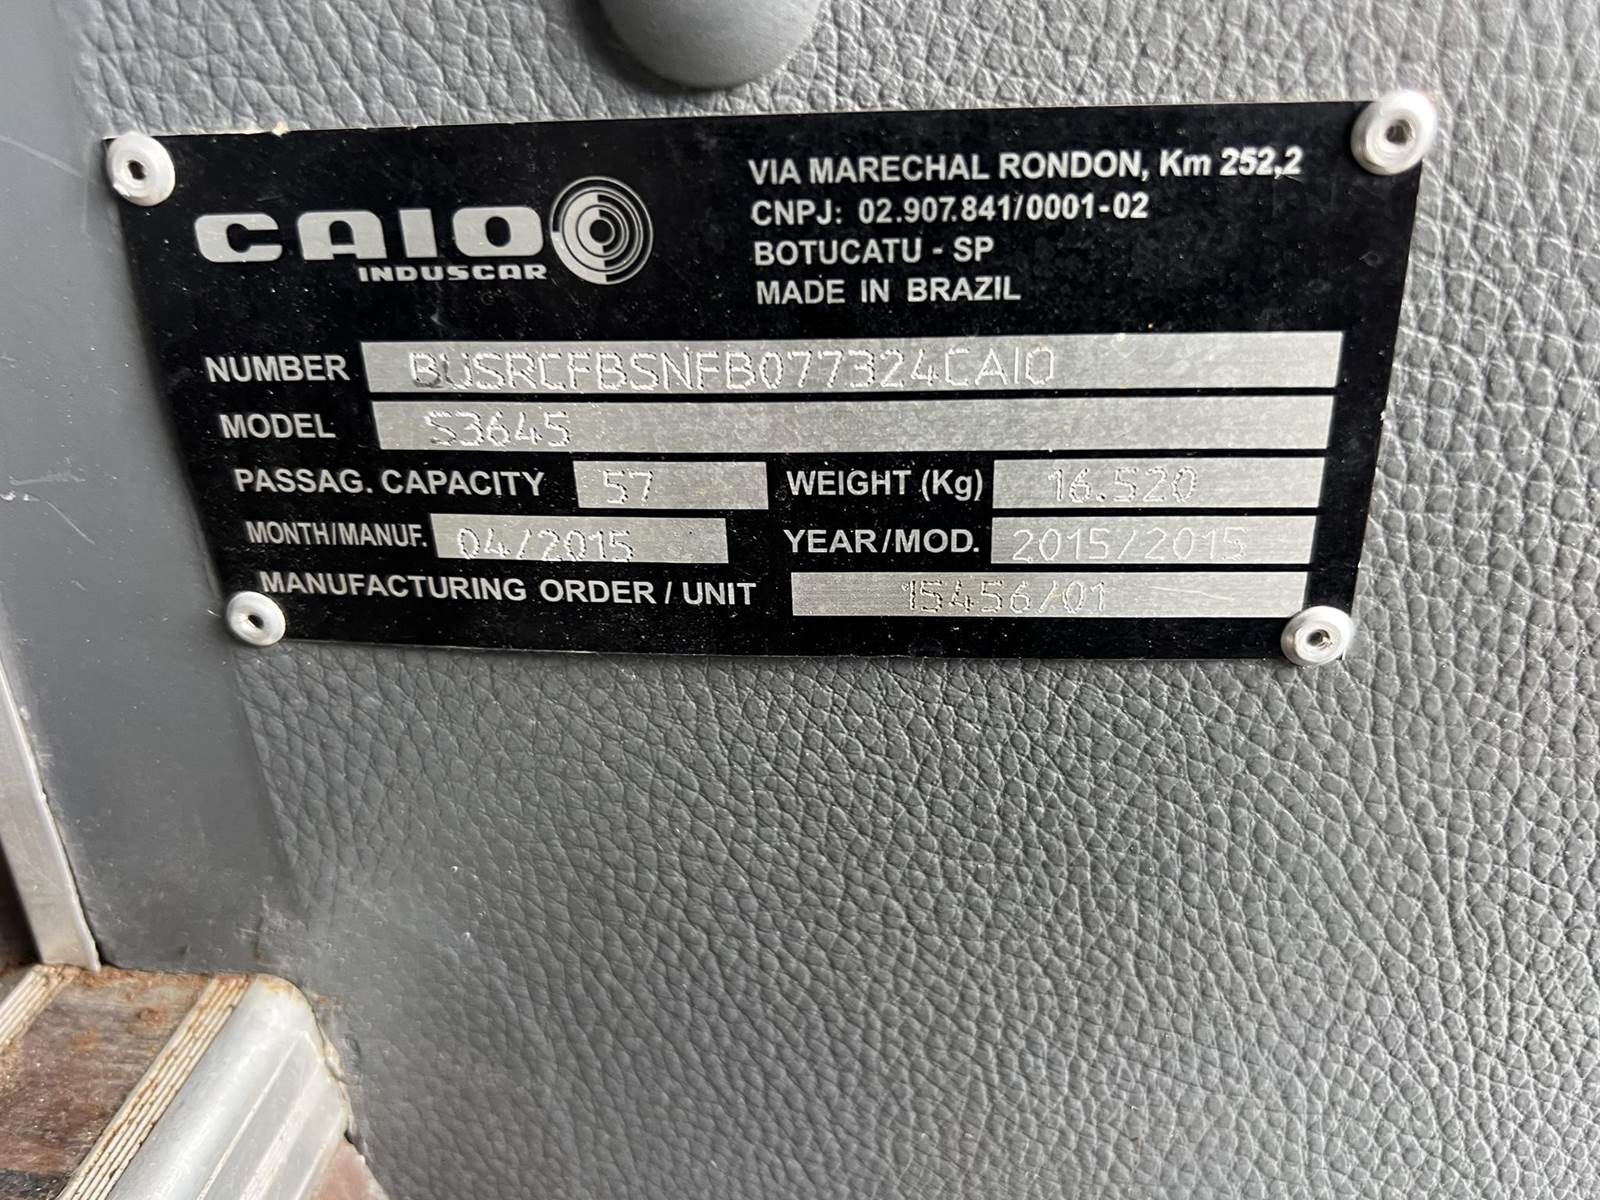 CAIO
INDUSCAR
VIA MARECHAL RONDON, Km 252,2
CNPJ: 02.907.841/0001-02
BOTUCATU - SP
MADE IN BRAZIL
NUMBER BUSRCFBSNFB077324CAIO
MODEL S3645
PASSAG. CAPACITY 57 WEIGHT (Kg) 16.520
MONTH/MANUF. 04/2015 YEAR/MOD. 2015/2015
MANUFACTURING ORDER / UNIT 15456/01